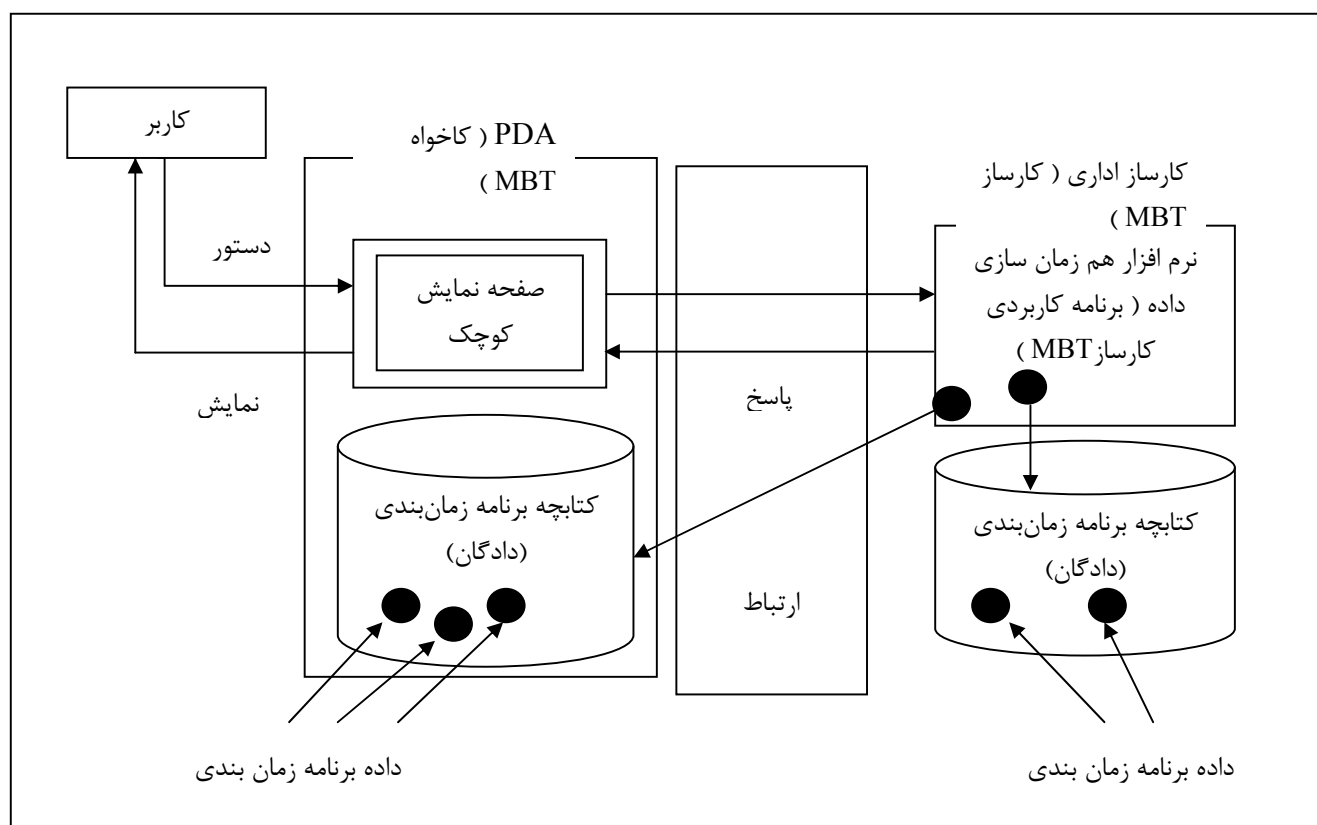 کاربر
PDA ( کاخواه
MBT )
کارساز اداری ( کارساز
MBT )
دستور
صفحه نمایش
کوچک
نرم افزار هم زمان سازی
داده ( برنامه کاربردی
کارسازMBT )
نمایش
پاسخ
کتابچه برنامه زمان‌بندی
(دادگان)
کتابچه برنامه زمان‌بندی
(دادگان)
ارتباط
داده برنامه زمان بندی
داده برنامه زمان بندی